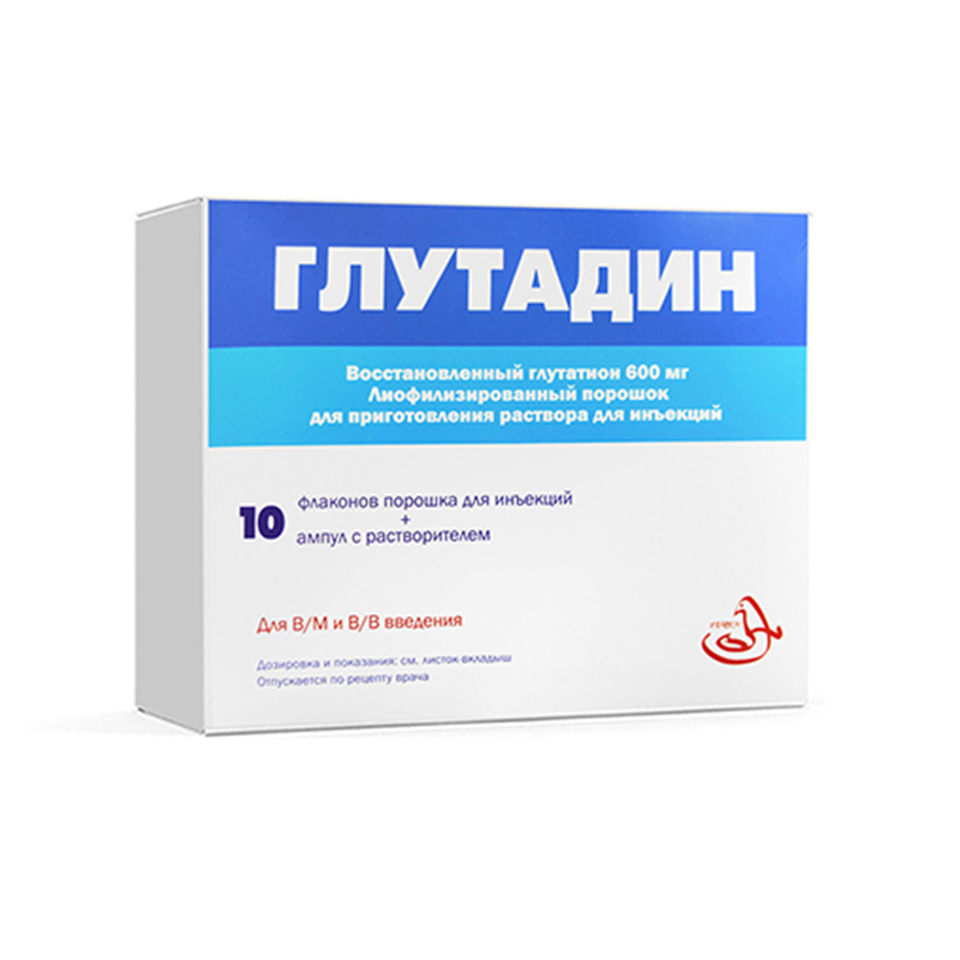 ГЛУТАДИН
Восстановленный глутатион 600 мг
Лиофилизированный порошок
для приготовления раствора для инъекций
10
флаконов порошка для инъекций
+
ампул с растворителем
Для В/М и В/В введения
Дозировка и показания: см. листок-вкладыш
Отпускается по рецепту врача